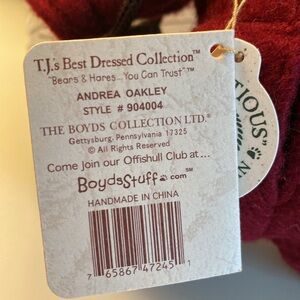 T.J.'s Best Dressed Collection™
"Bears & Hares...You Can Trust"™
ANDREA OAKLEY
STYLE # 904004
THE BOYDS COLLECTION LTD.®
Gettysburg, Pennsylvania 17325
© All Rights Reserved
Come Join our Offishull Club at...
BoydsStuff.com℠
HANDMADE IN CHINA
7 65867 47245 1